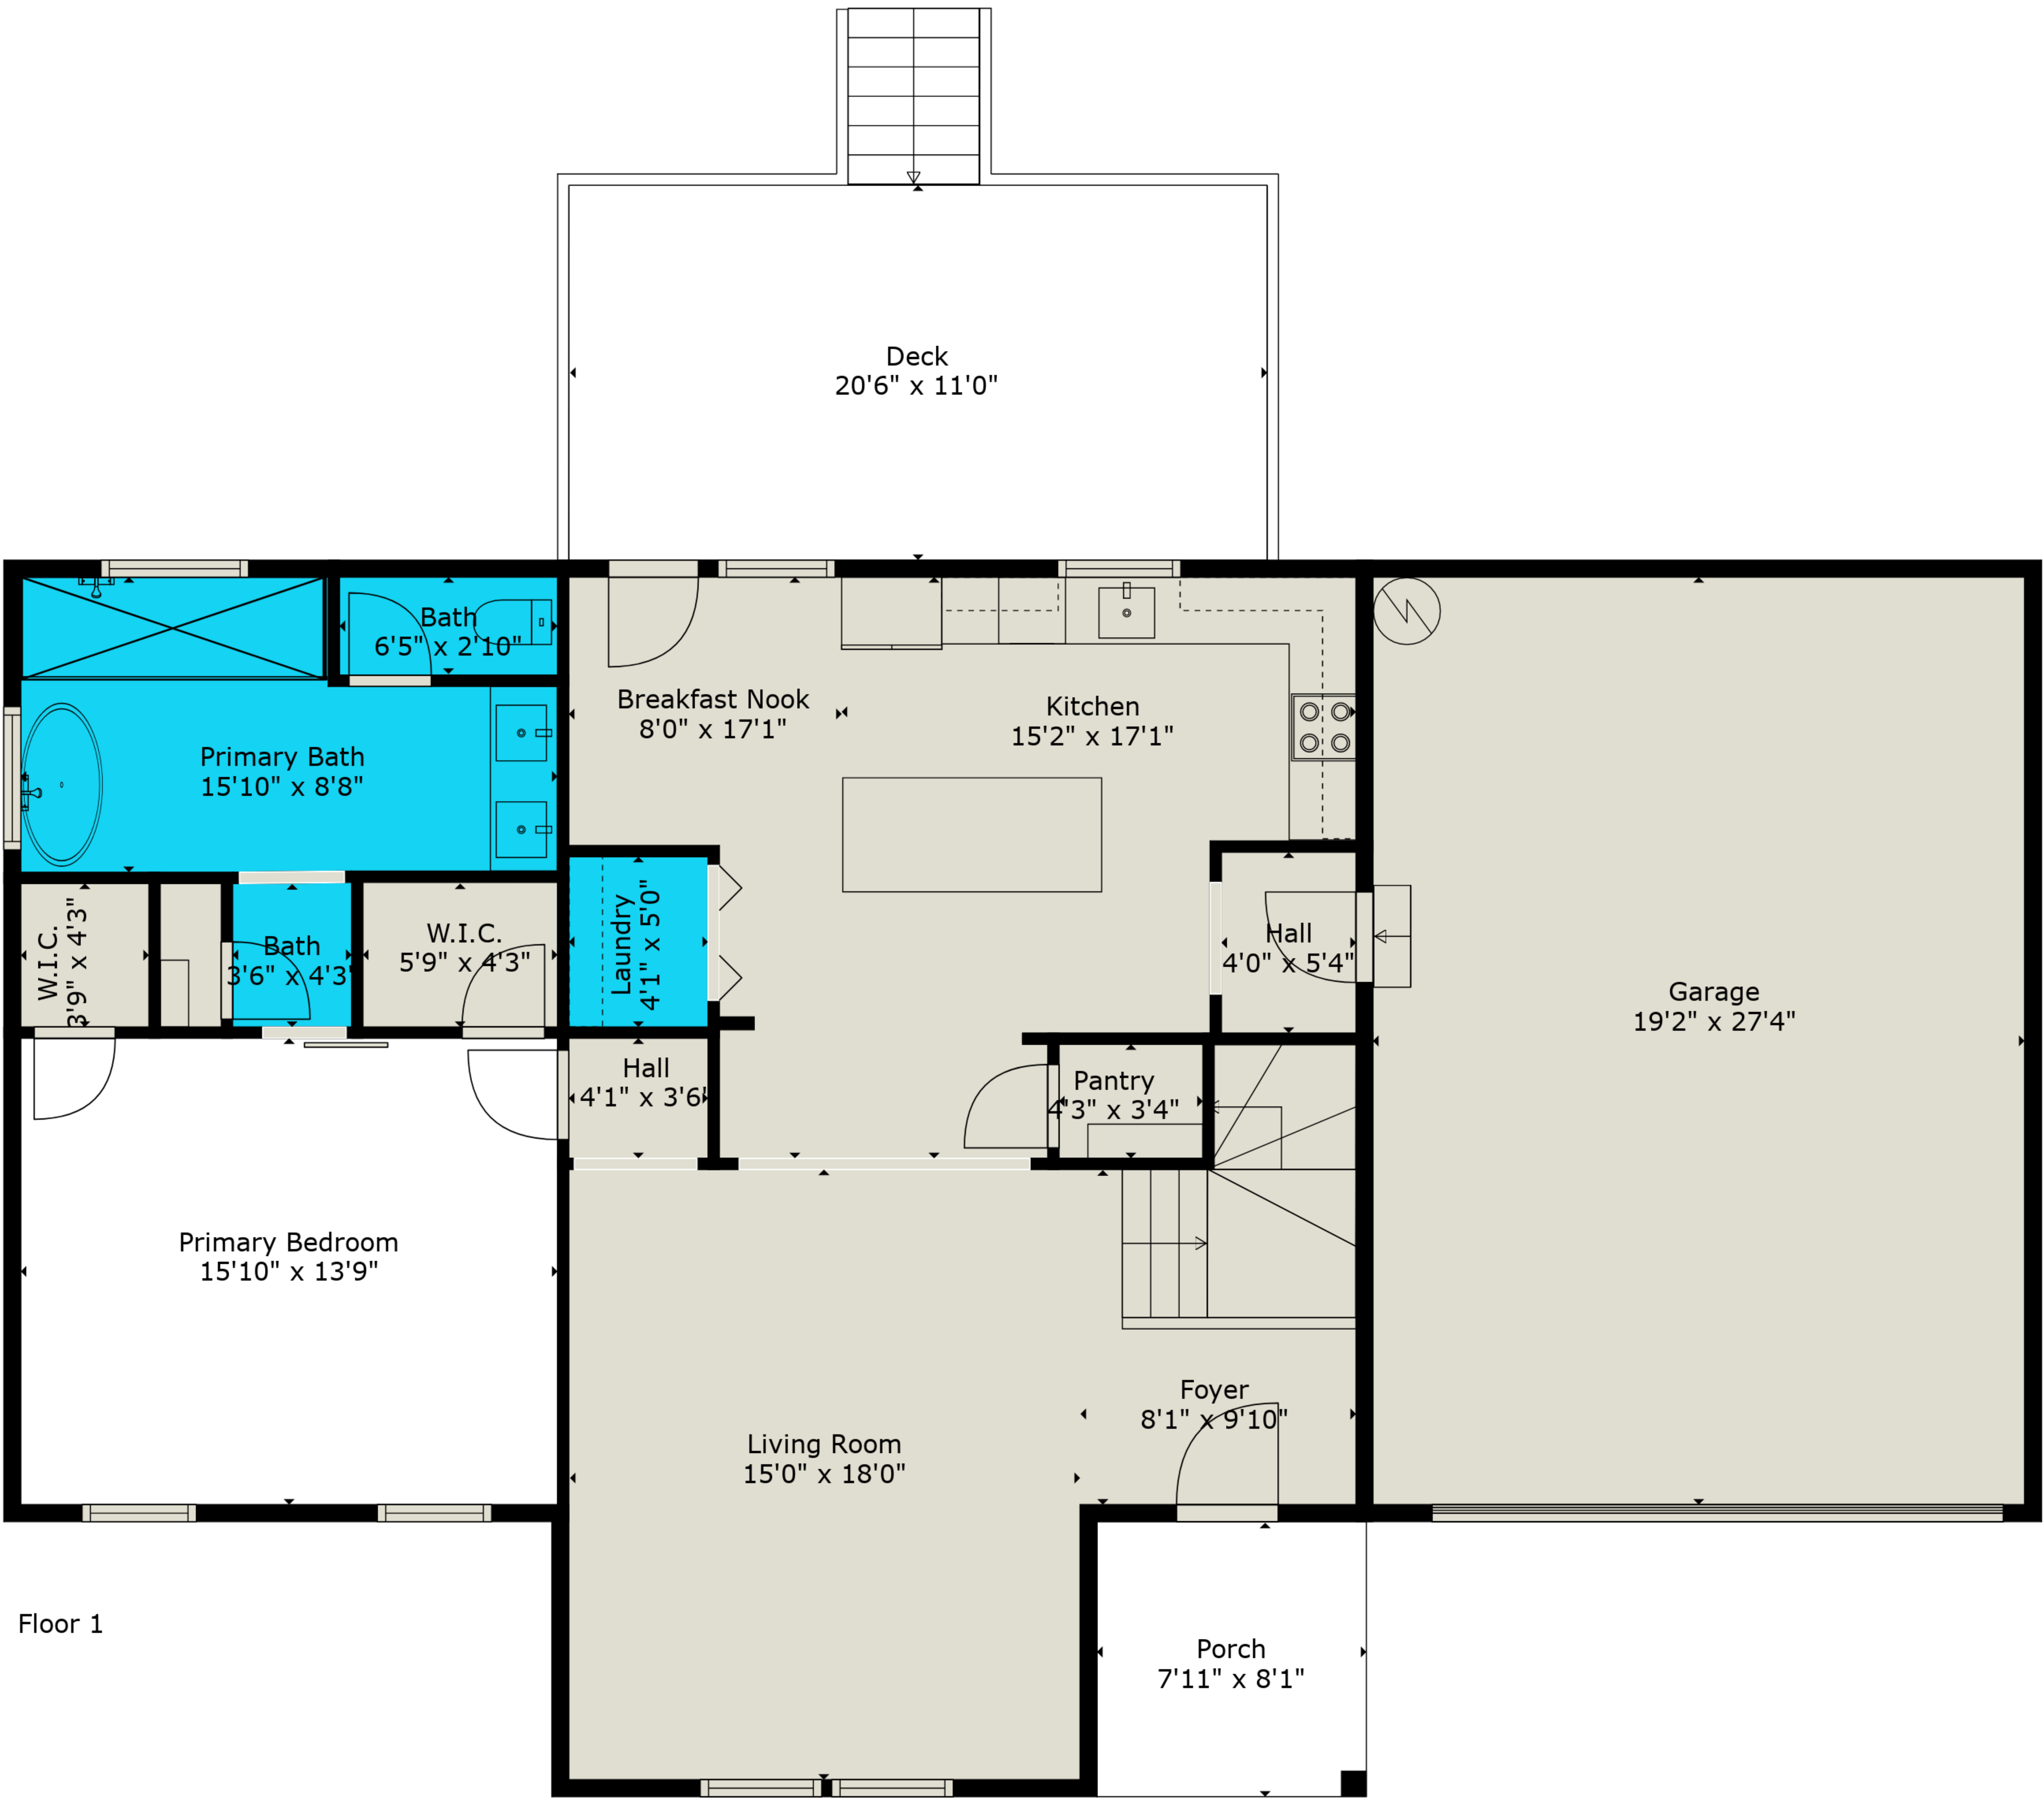 Deck
20'6" x 11'0"
Bath
6'5" x 2'10"
Breakfast Nook
8'0" x 17'1"
Kitchen
15'2" x 17'1"
Primary Bath
15'10" x 8'8"
W.I.C.
3'9" x 4'3"
Bath
3'6" x 4'3"
W.I.C.
5'9" x 4'3"
Laundry
4'1" x 5'0"
Hall
4'0" x 5'4"
Garage
19'2" x 27'4"
Hall
4'1" x 3'6"
Pantry
4'3" x 3'4"
Primary Bedroom
15'10" x 13'9"
Foyer
8'1" x 9'10"
Living Room
15'0" x 18'0"
Floor 1
Porch
7'11" x 8'1"